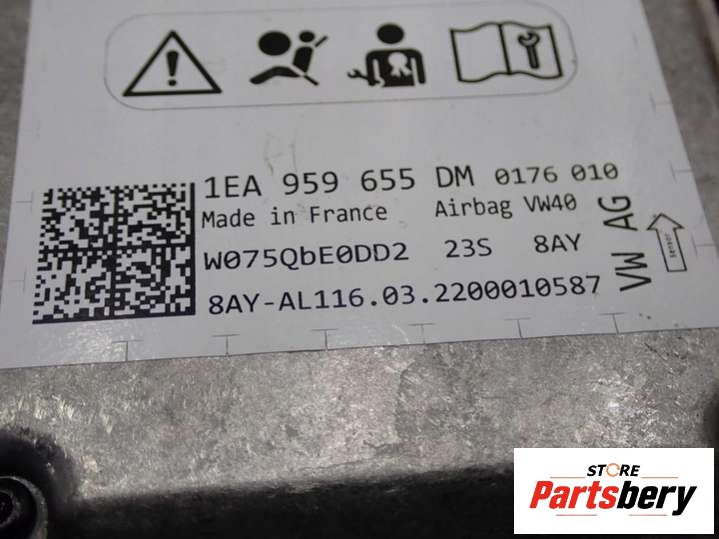 1EA 959 655 DM 0176 010
Made in France Airbag VW40
W075QbE0DD2 23S 8AY
8AY-AL116.03.2200010587
VW AG
Sensor
STORE
Partsbery